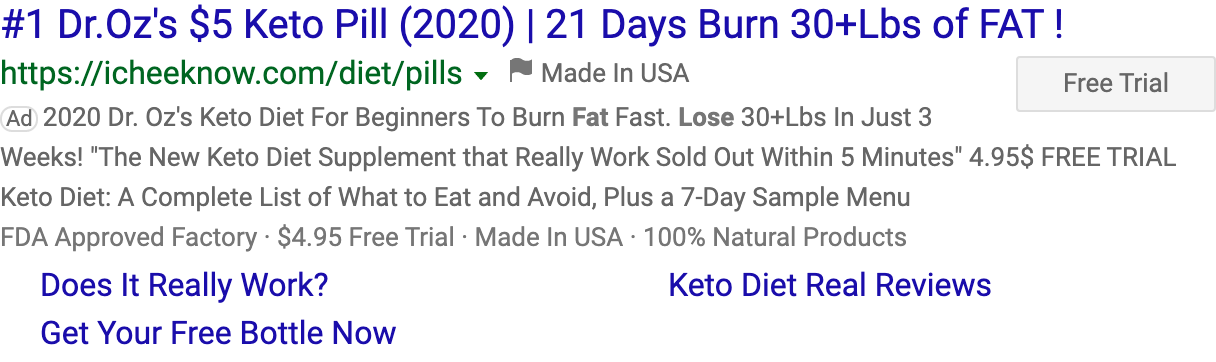 #1 Dr.Oz's $5 Keto Pill (2020) | 21 Days Burn 30+Lbs of FAT !
https://icheeknow.com/diet/pills Made In USA
Free Trial
Ad 2020 Dr. Oz's Keto Diet For Beginners To Burn Fat Fast. Lose 30+Lbs In Just 3
Weeks! "The New Keto Diet Supplement that Really Work Sold Out Within 5 Minutes" 4.95$ FREE TRIAL
Keto Diet: A Complete List of What to Eat and Avoid, Plus a 7-Day Sample Menu
FDA Approved Factory · $4.95 Free Trial · Made In USA · 100% Natural Products
Does It Really Work?
Keto Diet Real Reviews
Get Your Free Bottle Now